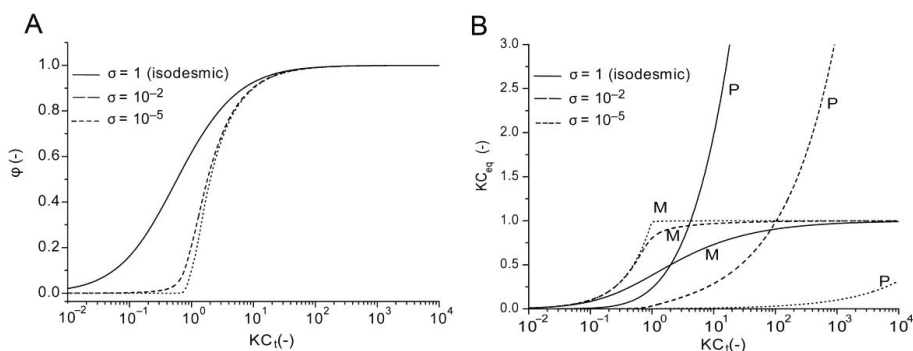 A
φ (-)
1.0
0.8
0.6
0.4
0.2
0.0
σ = 1 (isodesmic)
σ = 10⁻²
σ = 10⁻⁵
10⁻² 10⁻¹ 10⁰ 10¹ 10² 10³ 10⁴
KCₜ(-)
B
KC_eq (-)
3.0
2.5
2.0
1.5
1.0
0.5
0.0
σ = 1 (isodesmic)
σ = 10⁻²
σ = 10⁻⁵
P
P
M
M
M
P
10⁻² 10⁻¹ 10⁰ 10¹ 10² 10³ 10⁴
KCₜ(-)